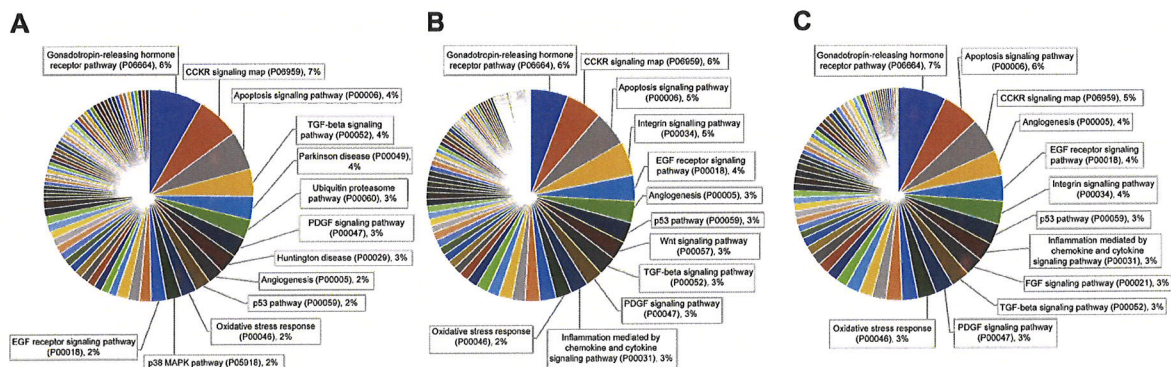 A
Gonadotropin-releasing hormone
receptor pathway (P06664), 6%
CCKR signaling map (P06959), 7%
Apoptosis signaling pathway (P00006), 4%
TGF-beta signaling
pathway (P00052),
4%
Parkinson disease (P00049),
4%
Ubiquitin proteasome
pathway (P00060), 3%
PDGF signaling pathway
(P00047), 3%
Huntington disease (P00029), 3%
Angiogenesis (P00005), 2%
p53 pathway (P00059), 2%
Oxidative stress response
(P00046), 2%
p38 MAPK pathway (P05918), 2%
EGF receptor signaling pathway
(P00018), 2%
B
Gonadotropin-releasing hormone
receptor pathway (P06664), 6%
CCKR signaling map (P06959), 6%
Apoptosis signaling pathway
(P00006), 5%
Integrin signaling pathway
(P00034), 5%
EGF receptor signaling
pathway (P00018), 4%
Angiogenesis (P00005), 3%
p53 pathway (P00059), 3%
Wnt signaling pathway
(P00057), 3%
TGF-beta signaling pathway
(P00052), 3%
PDGF signaling pathway
(P00047), 3%
Inflammation mediated by
chemokine and cytokine
signaling pathway (P00031), 3%
Oxidative stress response
(P00046), 2%
C
Gonadotropin-releasing hormone
receptor pathway
(P06664), 7%
Apoptosis signaling pathway
(P00006), 6%
CCKR signaling map (P06959), 5%
Angiogenesis (P00005), 4%
EGF receptor signaling
pathway (P00018), 4%
Integrin signaling pathway
(P00034), 4%
p53 pathway (P00059), 3%
Inflammation mediated by
chemokine and cytokine
signaling pathway (P00031), 3%
FGF signaling pathway (P00021), 3%
TGF-beta signaling pathway (P00052), 3%
PDGF signaling pathway
(P00047), 3%
Oxidative stress response
(P00046), 3%